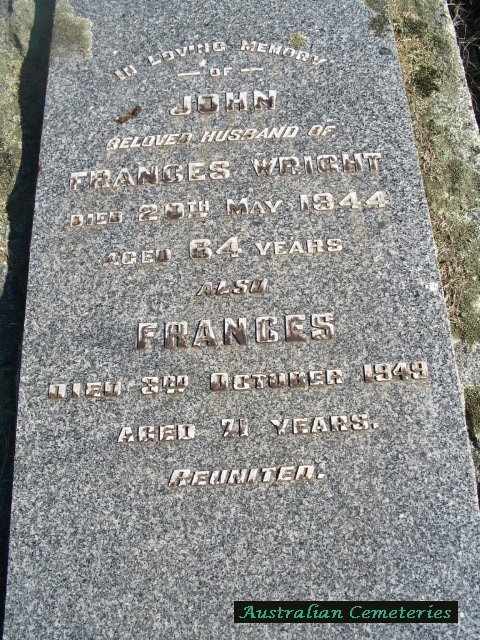 IN LOVING MEMORY
OF
JOHN
BELOVED HUSBAND OF
FRANCES WRIGHT
DIED 20TH MAY 1944
AGED 64 YEARS
ALSO
FRANCES
DIED 3RD OCTOBER 1949
AGED 71 YEARS.
REUNITED.
Australian Cemeteries